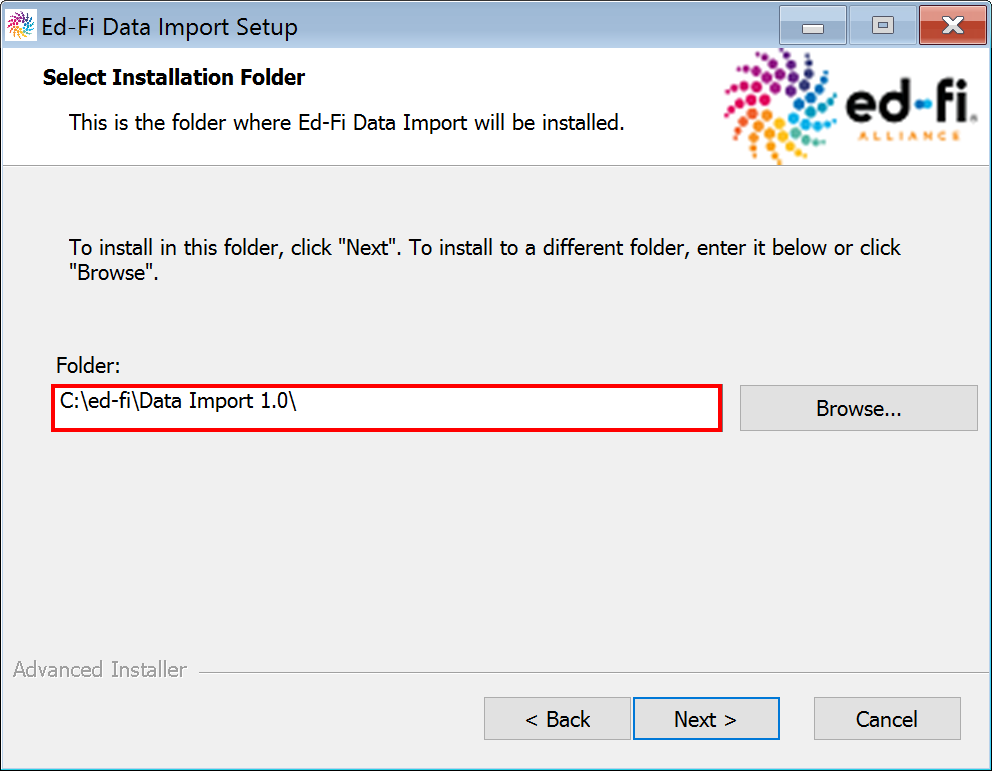 Ed-Fi Data Import Setup
Select Installation Folder
This is the folder where Ed-Fi Data Import will be installed.
ed-fi®
ALLIANCE
To install in this folder, click "Next". To install to a different folder, enter it below or click
"Browse".
Folder:
C:\ed-fi\Data Import 1.0\
Browse...
Advanced Installer
< Back
Next >
Cancel